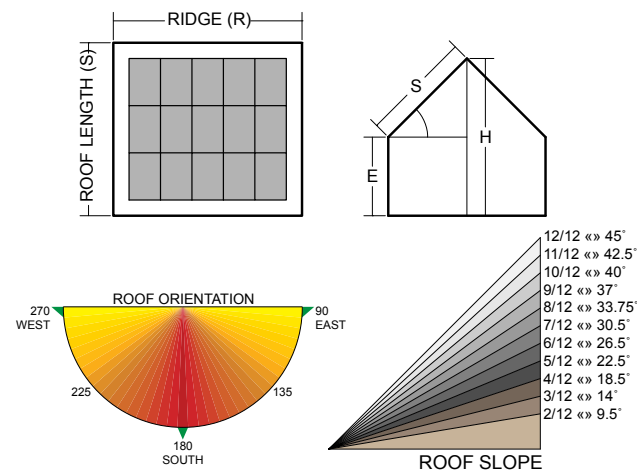 RIDGE (R)
ROOF LENGTH (S)
S
H
E
12/12 «» 45°
11/12 «» 42.5°
10/12 «» 40°
9/12 «» 37°
8/12 «» 33.75°
7/12 «» 30.5°
6/12 «» 26.5°
5/12 «» 22.5°
4/12 «» 18.5°
3/12 «» 14°
2/12 «» 9.5°
ROOF SLOPE
ROOF ORIENTATION
270
WEST
90
EAST
225
135
180
SOUTH